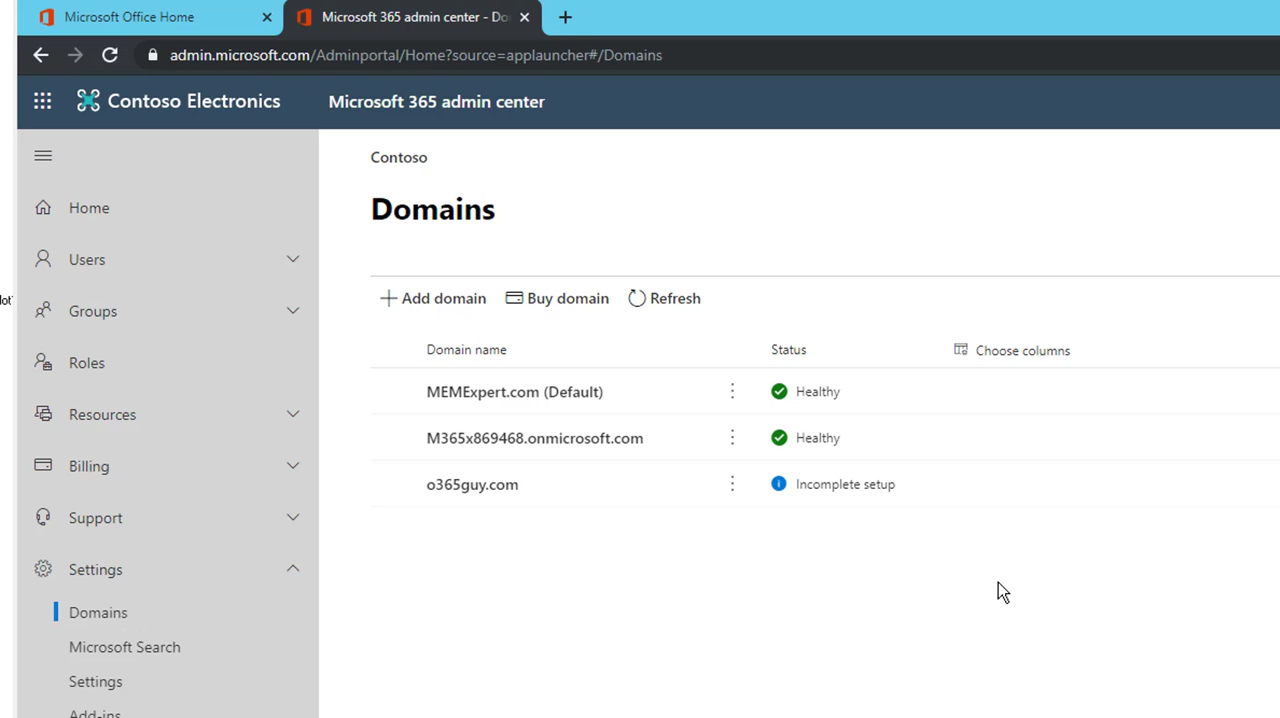 Microsoft Office Home
Microsoft 365 admin center - Do
admin.microsoft.com/Adminportal/Home?source=applauncher#/Domains
Contoso Electronics
Microsoft 365 admin center
Contoso
Home
Domains
Users
Groups
Add domain
Buy domain
Refresh
Domain name
Status
Choose columns
Roles
MEMExpert.com (Default)
Healthy
Resources
M365x869468.onmicrosoft.com
Healthy
Billing
o365guy.com
Incomplete setup
Support
Settings
Domains
Microsoft Search
Settings
Add-ins